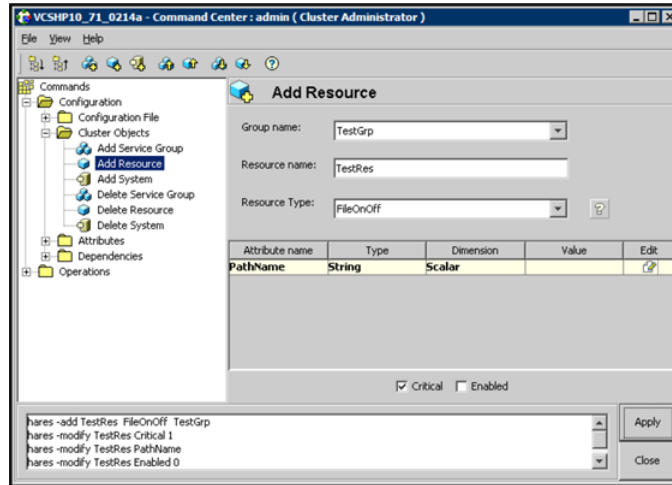 VCSHP10_71_0214a - Command Center : admin ( Cluster Administrator )
File View Help
Commands
Configuration
Configuration File
Cluster Objects
Add Service Group
Add Resource
Add System
Delete Service Group
Delete Resource
Delete System
Attributes
Dependencies
Operations
Add Resource
Group name: TestGrp
Resource name: TestRes
Resource Type: FileOnOff
Attribute name Type Dimension Value Edit
PathName String Scalar
Critical Enabled
hares -add TestRes FileOnOff TestGrp
hares -modify TestRes Critical 1
hares -modify TestRes PathName
hares -modify TestRes Enabled 0
Apply
Close